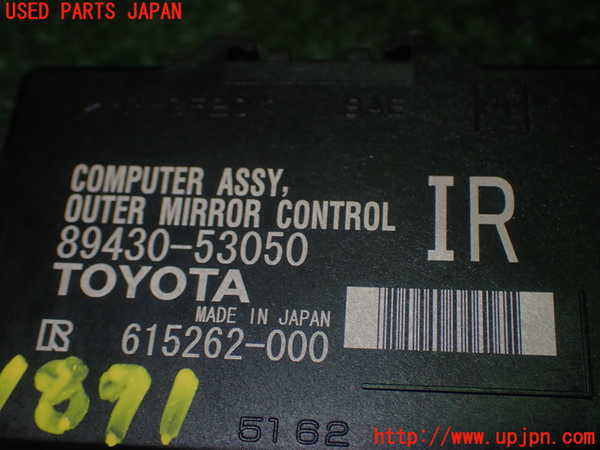 USED PARTS JAPAN
COMPUTER ASSY,
OUTER MIRROR CONTROL
IR
89430-53050
TOYOTA
MADE IN JAPAN
615262-000
1891
5162
http://www.upjpn.com